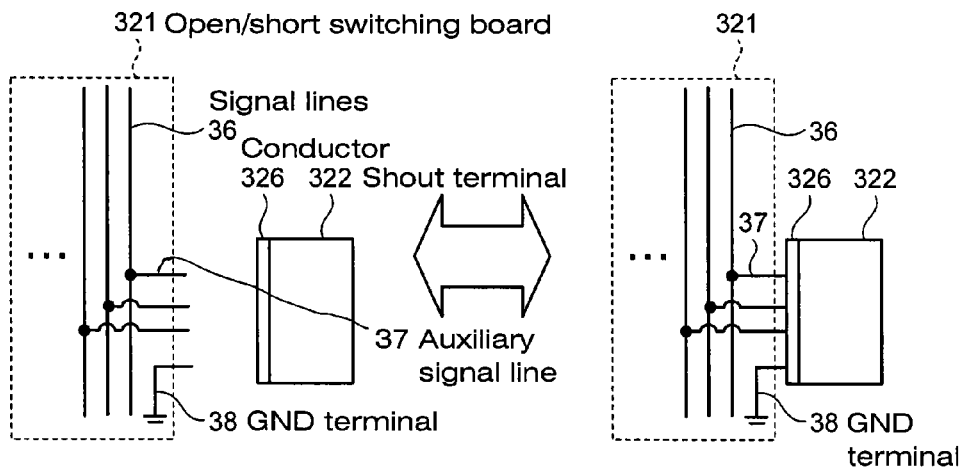 321 Open/short switching board
Signal lines
36
Conductor
326 322 Shout terminal
...
37 Auxiliary
signal line
38 GND terminal
321
36
326 322
37
...
38 GND
terminal